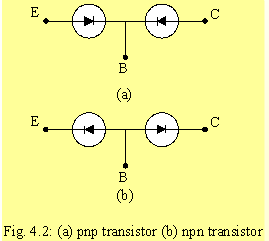 E C
B
(a)
E C
B
(b)
Fig. 4.2: (a) pnp transistor (b) npn transistor